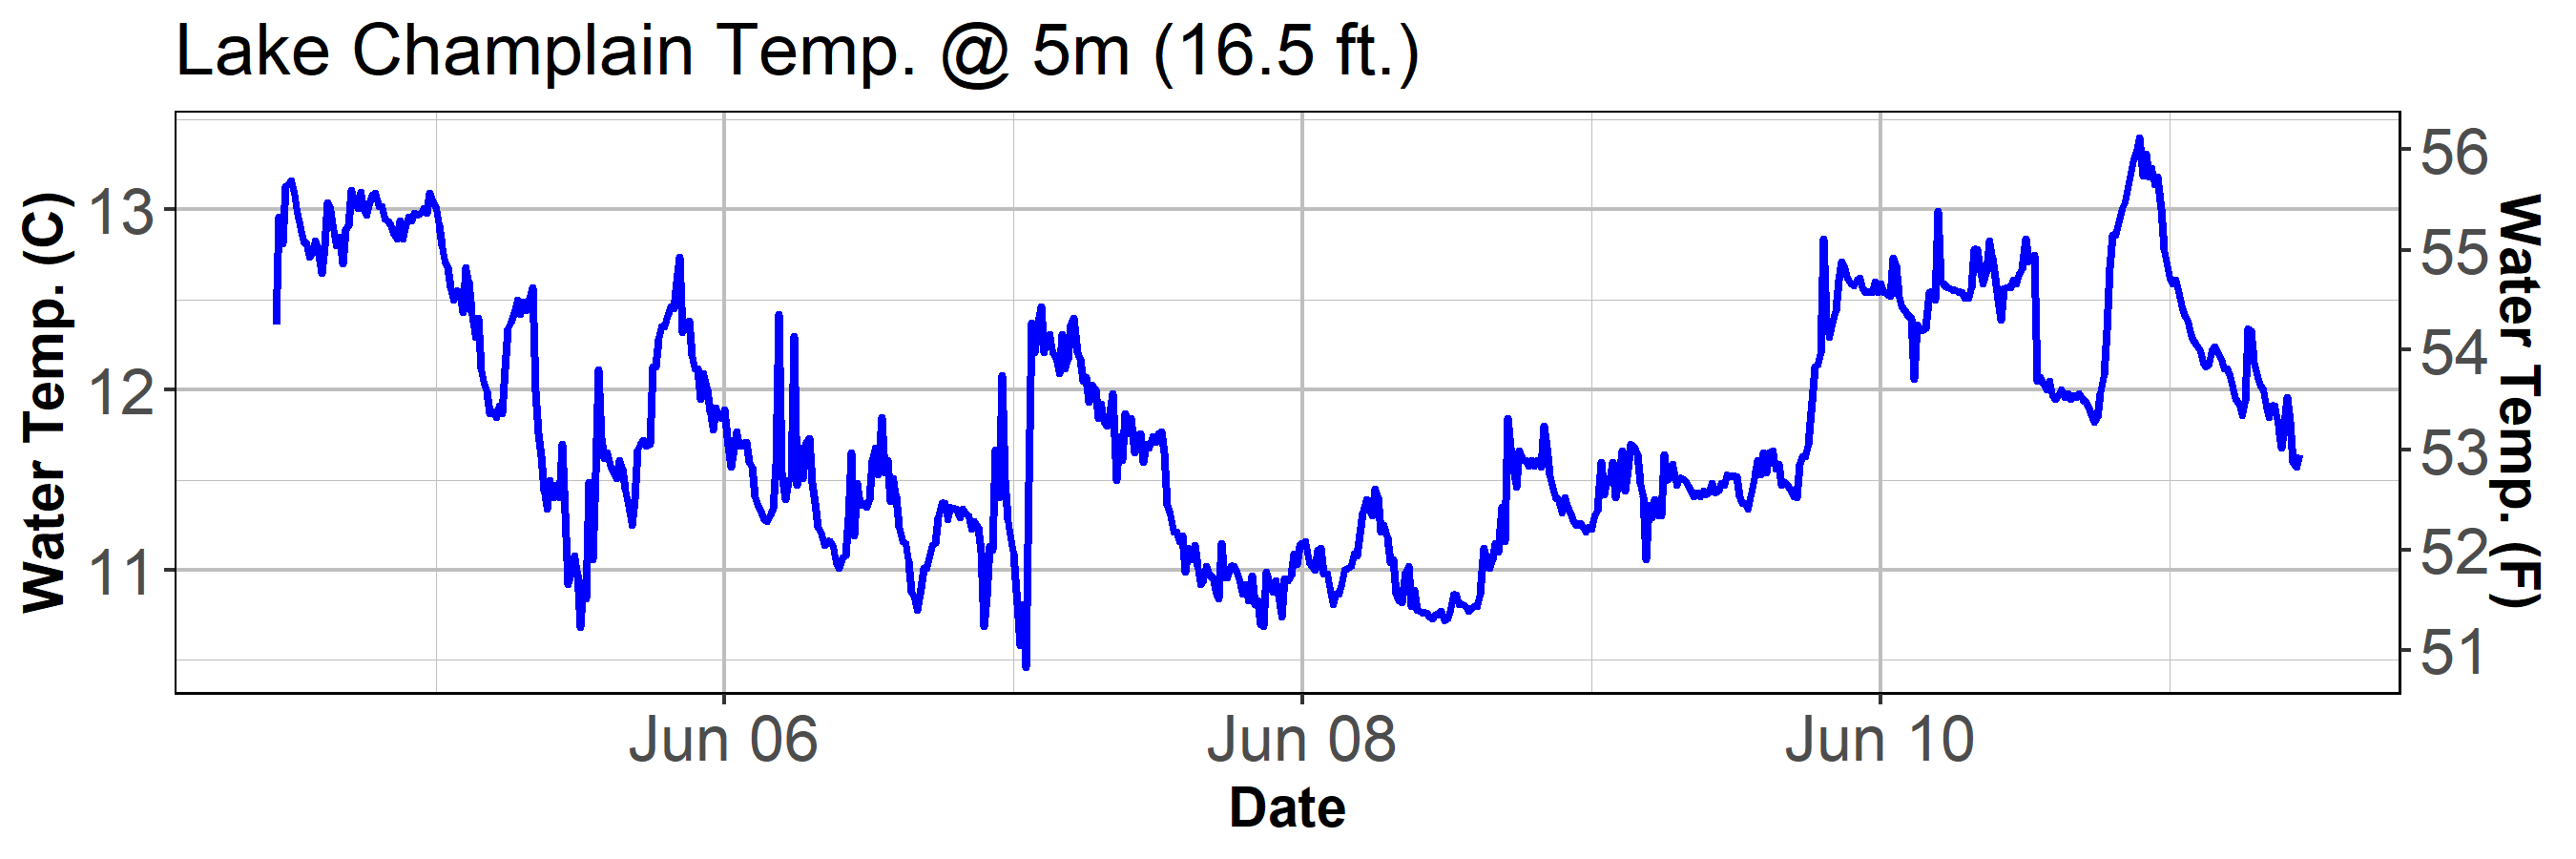 Lake Champlain Temp. @ 5m (16.5 ft.)
Water Temp. (C)
13
12
11
56
55
54
53
52
51
Water Temp. (F)
Jun 06 Jun 08 Jun 10
Date